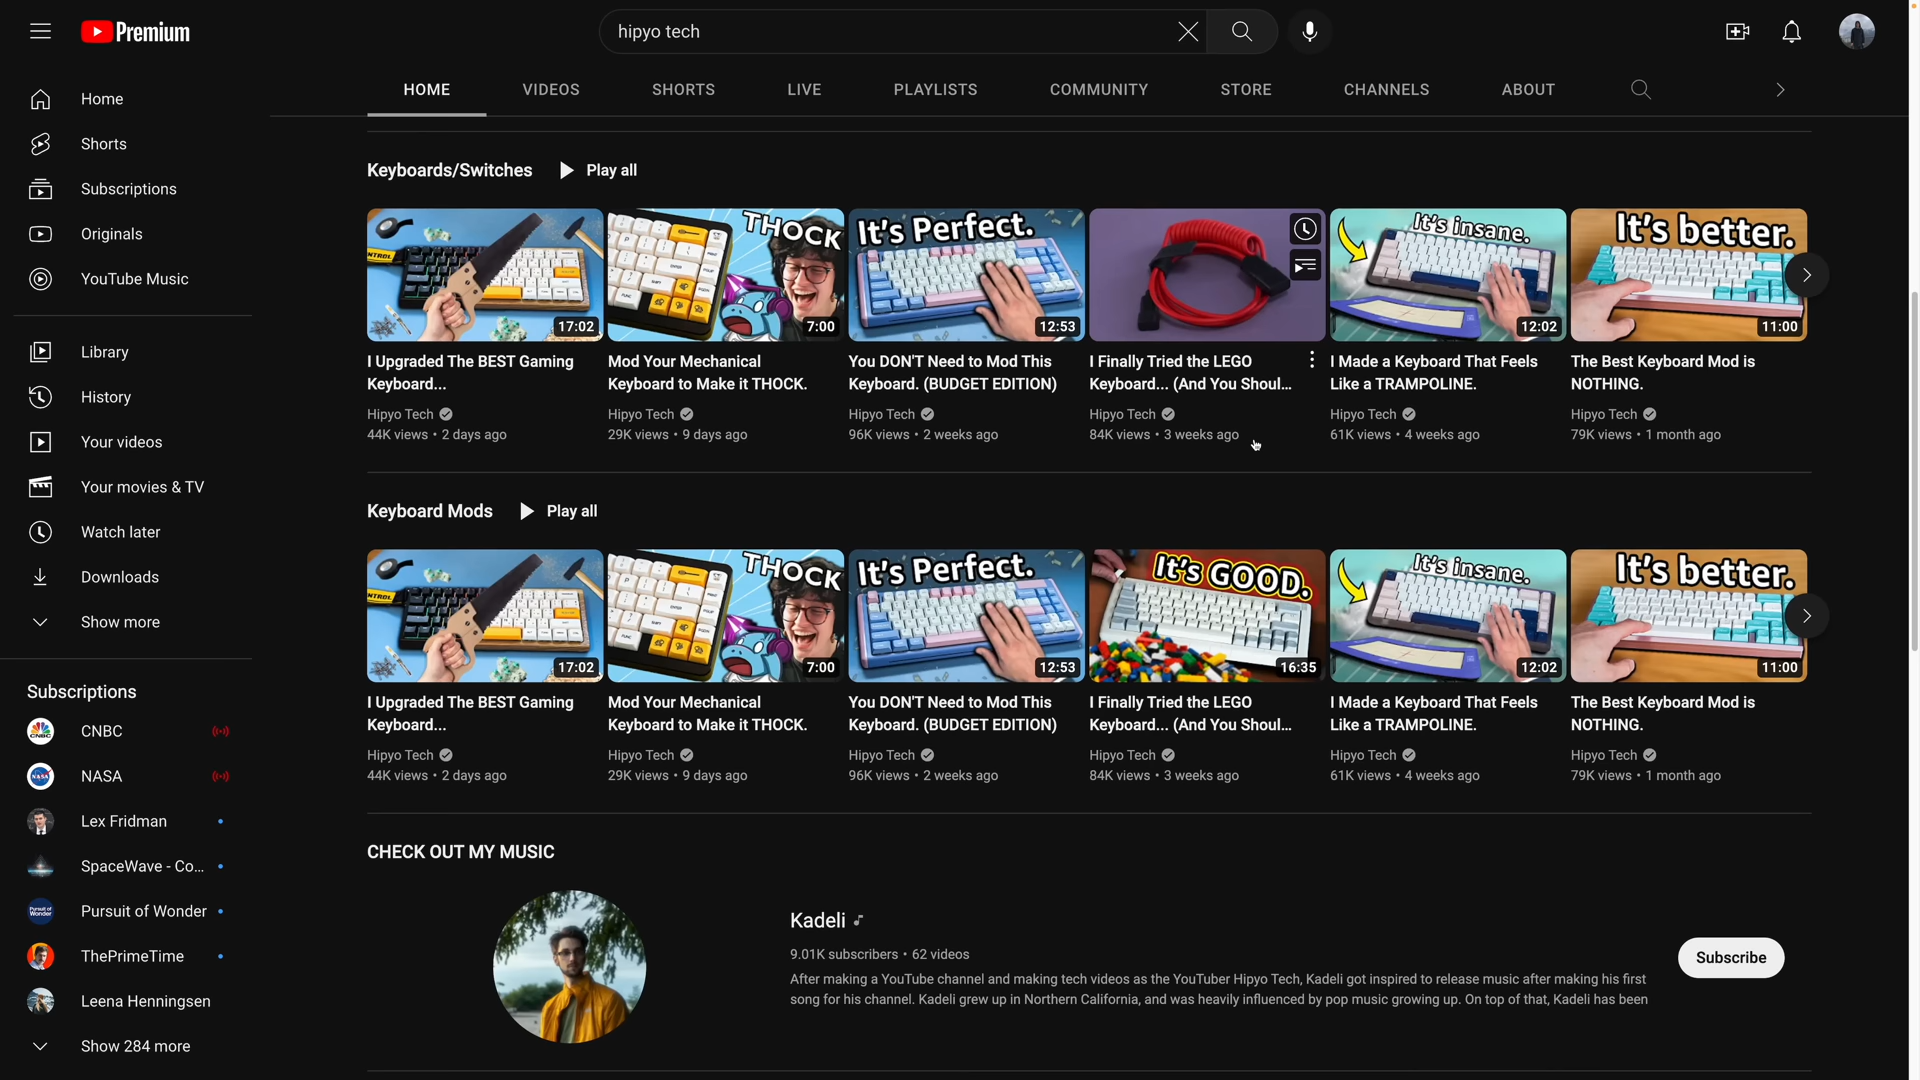 Premium
hipyo tech
HOME VIDEOS SHORTS LIVE PLAYLISTS COMMUNITY STORE CHANNELS ABOUT
Home
Shorts
Subscriptions
Originals
YouTube Music
Library
History
Your videos
Your movies & TV
Watch later
Downloads
Show more
Subscriptions
CNBC
NASA
Lex Fridman
SpaceWave - Co...
Pursuit of Wonder
ThePrimeTime
Leena Henningsen
Show 284 more
Keyboards/Switches Play all
17:02
THOCK
7:00
It's Perfect.
12:53
It's insane.
12:02
It's better.
11:00
I Upgraded The BEST Gaming
Keyboard...
Hipyo Tech
44K views • 2 days ago
Mod Your Mechanical
Keyboard to Make it THOCK.
Hipyo Tech
29K views • 9 days ago
You DON'T Need to Mod This
Keyboard. (BUDGET EDITION)
Hipyo Tech
96K views • 2 weeks ago
I Finally Tried the LEGO
Keyboard... (And You Shoul...
Hipyo Tech
84K views • 3 weeks ago
I Made a Keyboard That Feels
Like a TRAMPOLINE.
Hipyo Tech
61K views • 4 weeks ago
The Best Keyboard Mod is
NOTHING.
Hipyo Tech
79K views • 1 month ago
Keyboard Mods Play all
17:02
THOCK
7:00
It's Perfect.
12:53
It's GOOD.
16:35
It's insane.
12:02
It's better.
11:00
I Upgraded The BEST Gaming
Keyboard...
Hipyo Tech
44K views • 2 days ago
Mod Your Mechanical
Keyboard to Make it THOCK.
Hipyo Tech
29K views • 9 days ago
You DON'T Need to Mod This
Keyboard. (BUDGET EDITION)
Hipyo Tech
96K views • 2 weeks ago
I Finally Tried the LEGO
Keyboard... (And You Shoul...
Hipyo Tech
84K views • 3 weeks ago
I Made a Keyboard That Feels
Like a TRAMPOLINE.
Hipyo Tech
61K views • 4 weeks ago
The Best Keyboard Mod is
NOTHING.
Hipyo Tech
79K views • 1 month ago
CHECK OUT MY MUSIC
Kadeli
9.01K subscribers • 62 videos
After making a YouTube channel and making tech videos as the YouTuber Hipyo Tech, Kadeli got inspired to release music after making his first
song for his channel. Kadeli grew up in Northern California, and was heavily influenced by pop music growing up. On top of that, Kadeli has been
Subscribe